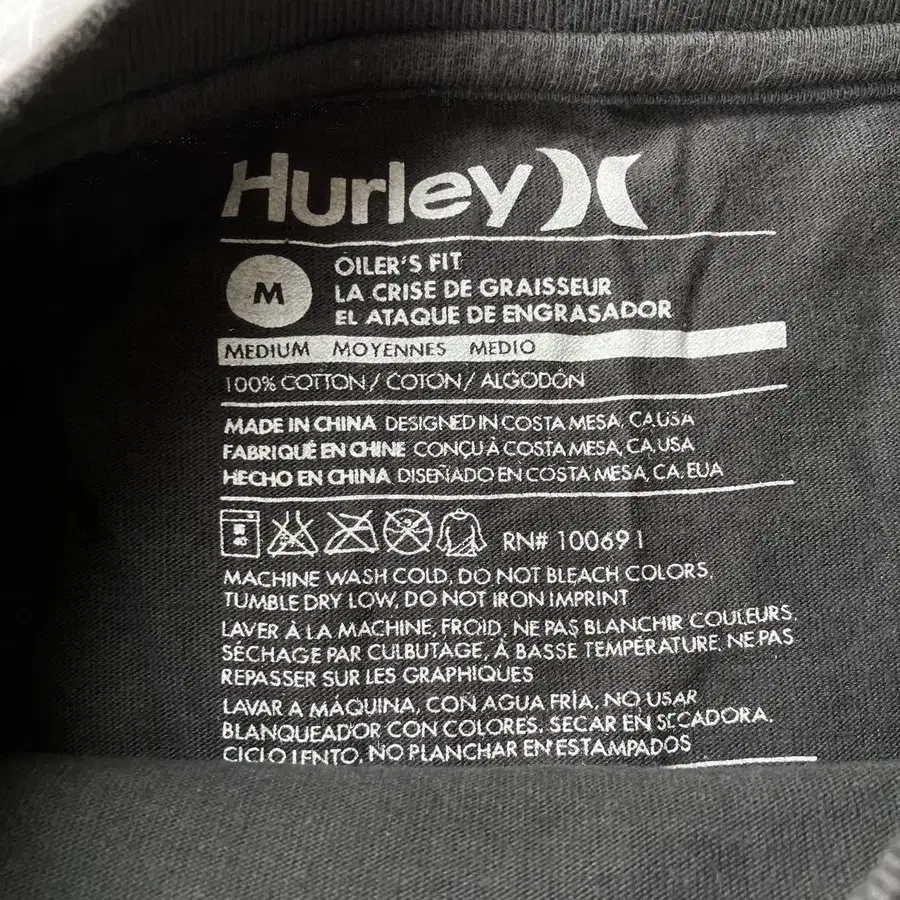 Hurley
M
OILER'S FIT
LA CRISE DE GRAISSEUR
EL ATAQUE DE ENGRASADOR
MEDIUM MOYENNES MEDIO
100% COTTON / COTON / ALGODÓN
MADE IN CHINA DESIGNED IN COSTA MESA, CA.USA
FABRIQUÉ EN CHINE CONÇU À COSTA MESA, CA, USA
HECHO EN CHINA DISEÑADO EN COSTA MESA, CA, EUA
40
RN# 100691
MACHINE WASH COLD, DO NOT BLEACH COLORS,
TUMBLE DRY LOW, DO NOT IRON IMPRINT
LAVER À LA MACHINE, FROID, NE PAS BLANCHIR COULEURS,
SÉCHAGE PAR CULBUTAGE, À BASSE TEMPÉRATURE, NE PAS
REPASSER SUR LES GRAPHIQUES
LAVAR A MÁQUINA, CON AGUA FRÍA, NO USAR
BLANQUEADOR CON COLORES, SECAR EN SECADORA,
CICLO LENTO, NO PLANCHAR EN ESTAMPADOS